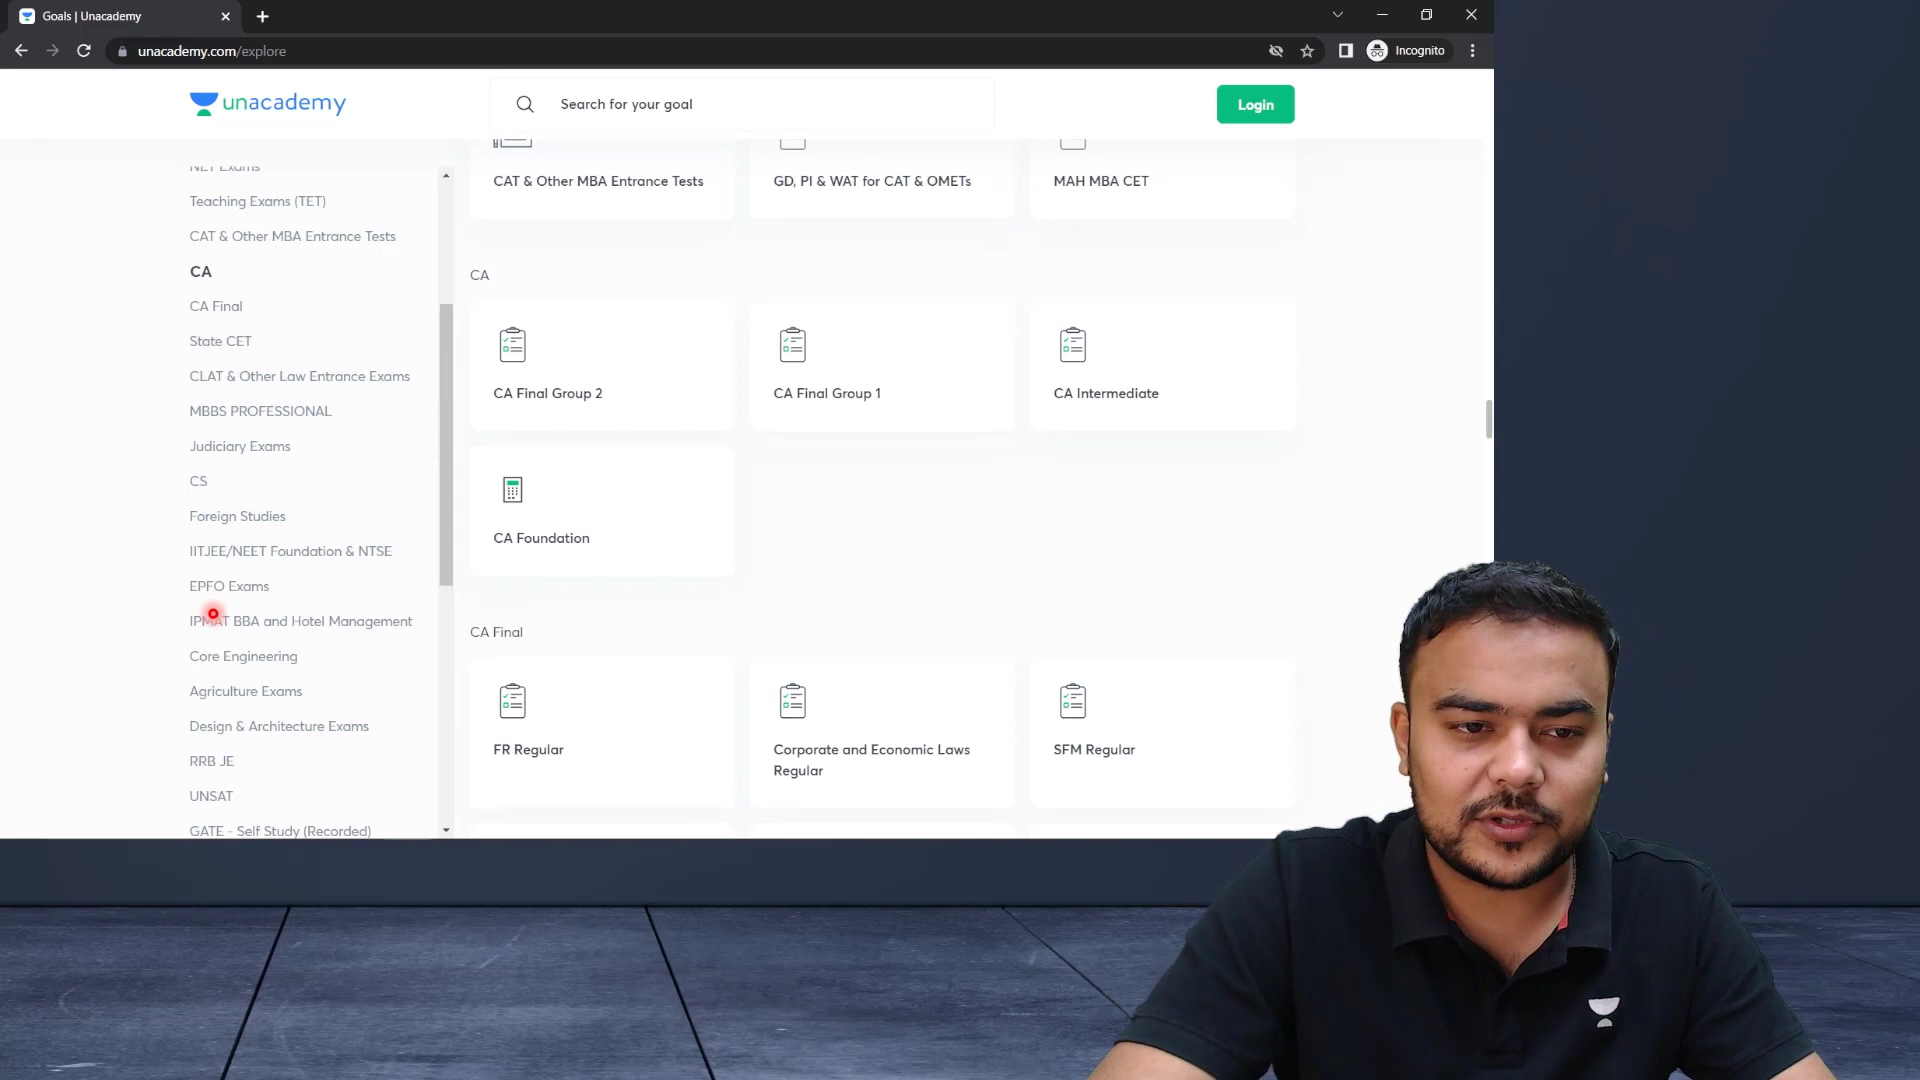 Goals | Unacademy
unacademy.com/explore
Incognito
unacademy
Search for your goal
Login
NET Exams
Teaching Exams (TET)
CAT & Other MBA Entrance Tests
CA
CA Final
State CET
CLAT & Other Law Entrance Exams
MBBS PROFESSIONAL
Judiciary Exams
CS
Foreign Studies
IITJEE/NEET Foundation & NTSE
EPFO Exams
IPMAT BBA and Hotel Management
Core Engineering
Agriculture Exams
Design & Architecture Exams
RRB JE
UNSAT
GATE - Self Study (Recorded)
CAT & Other MBA Entrance Tests
GD, PI & WAT for CAT & OMETs
MAH MBA CET
CA
CA Final Group 2
CA Final Group 1
CA Intermediate
CA Foundation
CA Final
FR Regular
Corporate and Economic Laws
Regular
SFM Regular